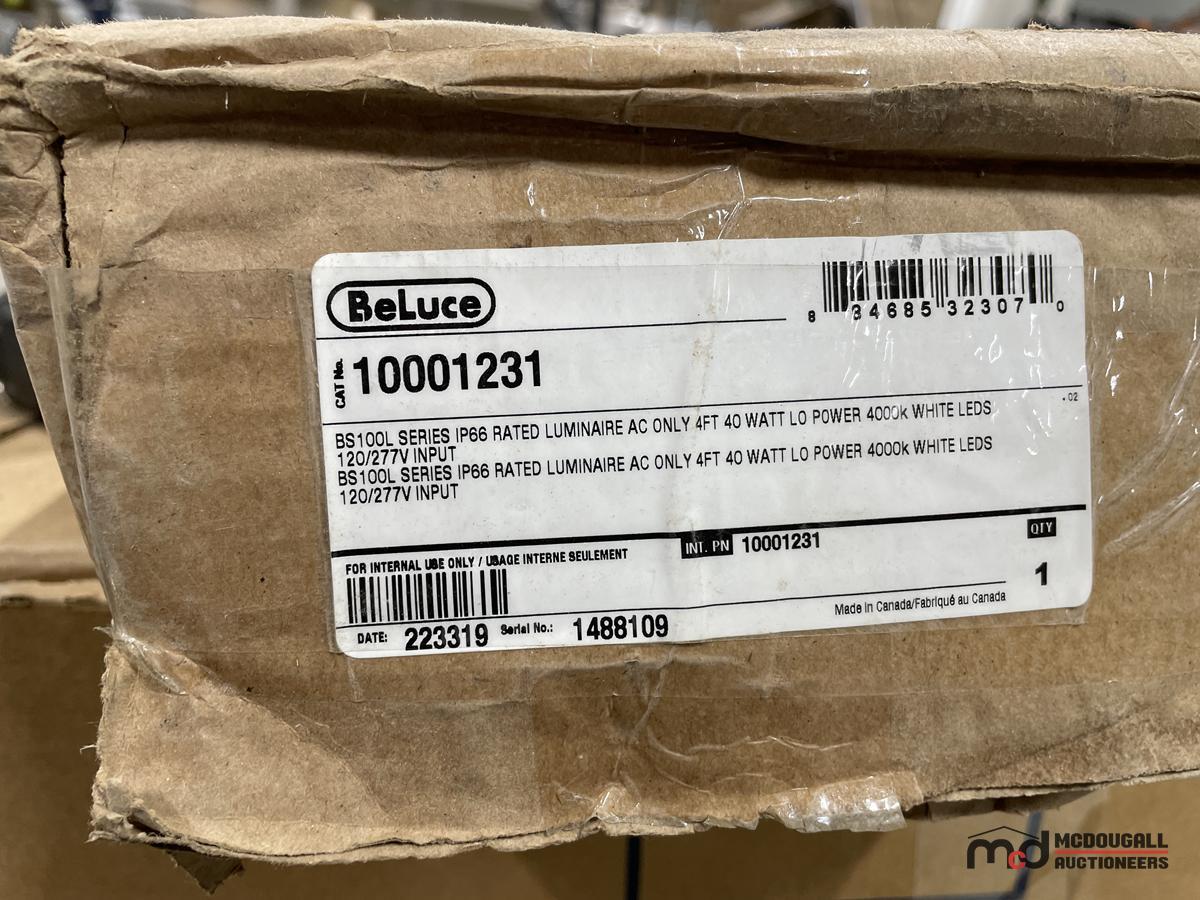 BeLuce
8 34685 32307 0
CAT No. 10001231
.02
BS100L SERIES IP66 RATED LUMINAIRE AC ONLY 4FT 40 WATT LO POWER 4000k WHITE LEDS
120/277V INPUT
BS100L SERIES IP66 RATED LUMINAIRE AC ONLY 4FT 40 WATT LO POWER 4000k WHITE LEDS
120/277V INPUT
QTY
INT. PN 10001231
FOR INTERNAL USE ONLY / USAGE INTERNE SEULEMENT
1
Made in Canada/Fabriqué au Canada
DATE: 223319 Serial No.: 1488109
mcd MCDOUGALL
AUCTIONEERS